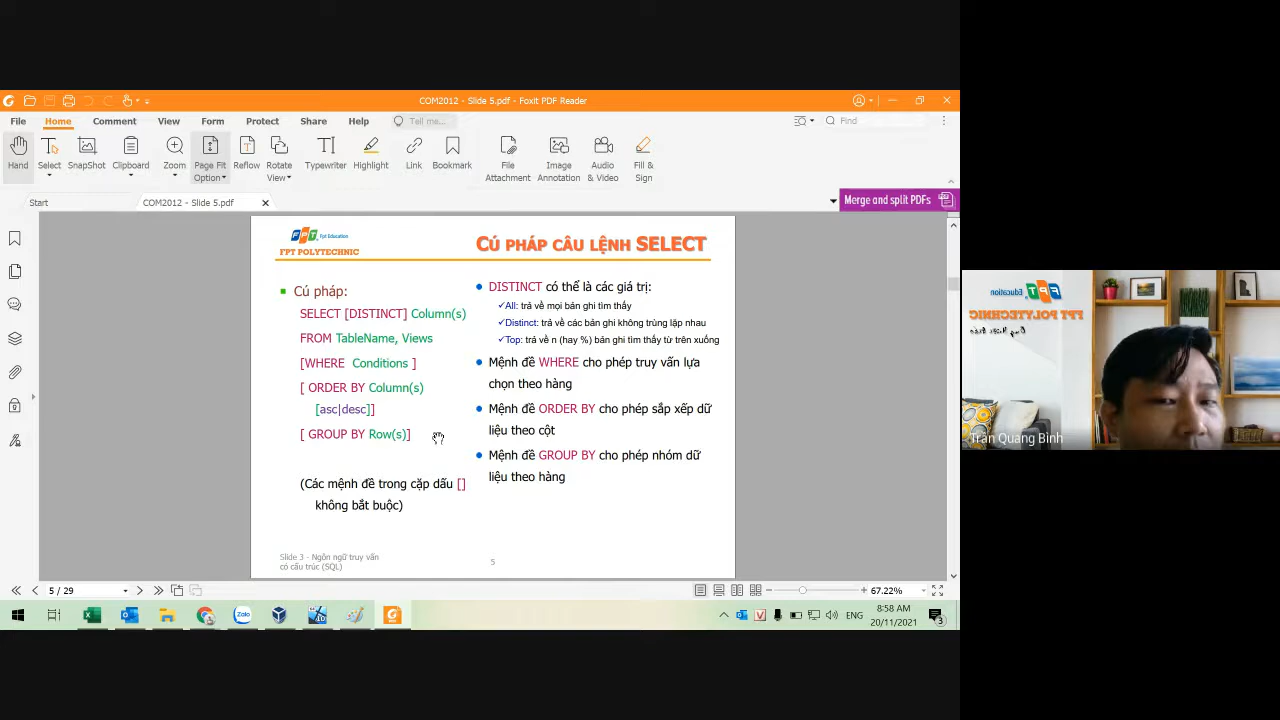 COM2012 - Slide 5.pdf - Foxit PDF Reader
File Home Comment View Form Protect Share Help Tell me... Find
Hand Select SnapShot Clipboard Zoom Page Fit Option Reflow Rotate View Typewriter Highlight Link Bookmark File Attachment Image Annotation Audio & Video Fill & Sign
Start COM2012 - Slide 5.pdf Merge and split PDFs
FPT Fpt Education
FPT POLYTECHNIC
CÚ PHÁP CÂU LỆNH SELECT
Cú pháp:
SELECT [DISTINCT] Column(s)
FROM TableName, Views
[WHERE Conditions ]
[ ORDER BY Column(s)
[asc|desc]]
[ GROUP BY Row(s)]
(Các mệnh đề trong cặp dấu []
không bắt buộc)
DISTINCT có thể là các giá trị:
✓All: trả về mọi bản ghi tìm thấy
✓Distinct: trả về các bản ghi không trùng lặp nhau
✓Top: trả về n (hay %) bản ghi tìm thấy từ trên xuống
Mệnh đề WHERE cho phép truy vấn lựa
chọn theo hàng
Mệnh đề ORDER BY cho phép sắp xếp dữ
liệu theo cột
Mệnh đề GROUP BY cho phép nhóm dữ
liệu theo hàng
Slide 3 - Ngôn ngữ truy vấn
có cấu trúc (SQL)
5
5 / 29
67.22%
Zalo
ENG
8:58 AM
20/11/2021
3
FPT Education
FPT POLYTECHNIC
Trần Quang Bình